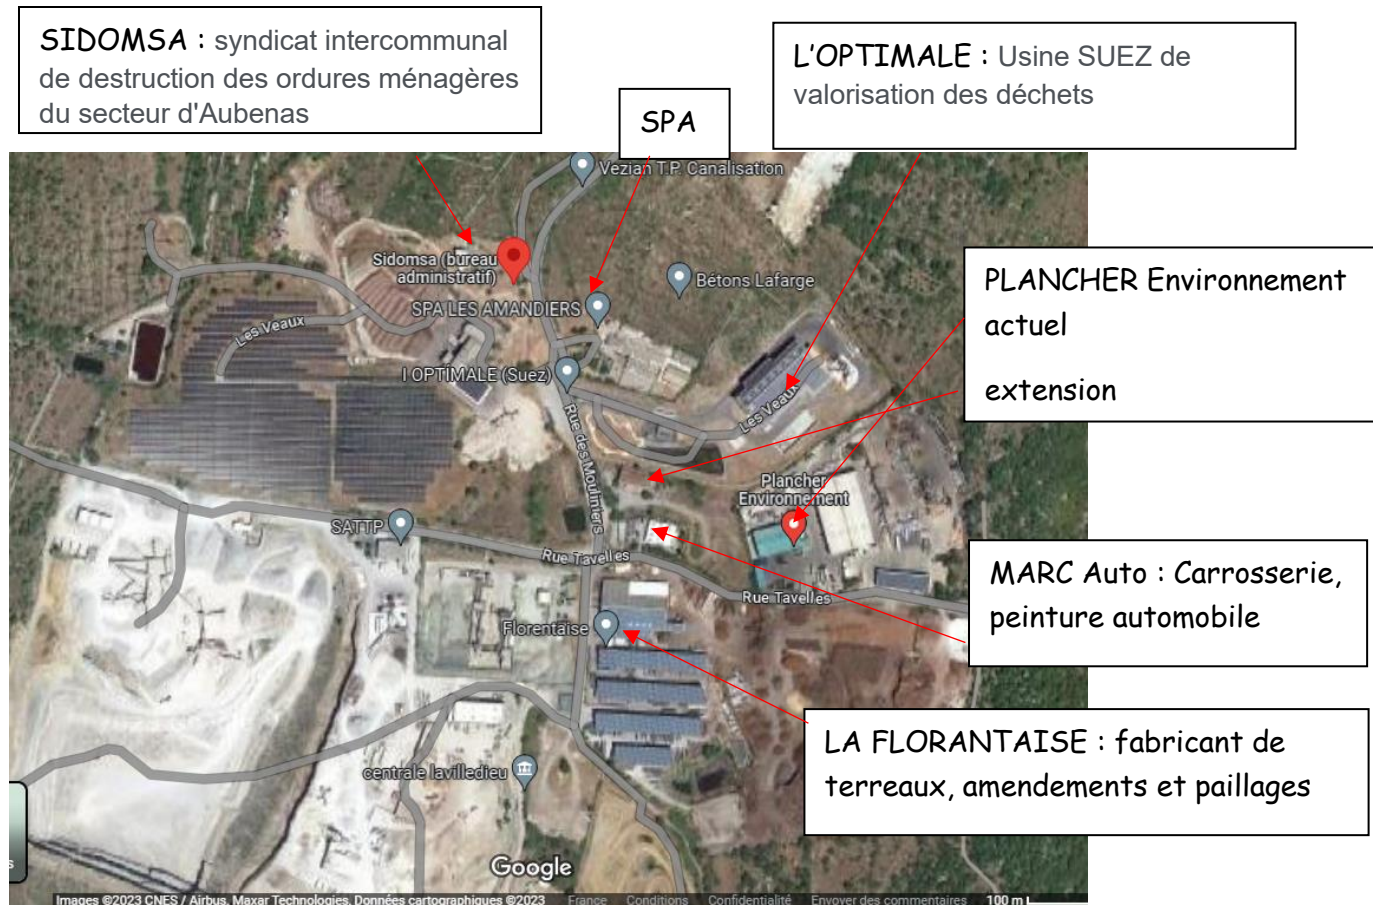 SIDOMSA : syndicat intercommunal
de destruction des ordures ménagères
du secteur d'Aubenas
SPA
L'OPTIMALE : Usine SUEZ de
valorisation des déchets
Vezian T.P. Canalisation
Sidomsa (bureau
administratif)
Bétons Lafarge
SPA LES AMANDIERS
Les Veaux
l OPTIMALE (Suez)
Les Veaux
Rue des Mouliniers
PLANCHER Environnement
actuel
extension
Plancher
Environnement
SATTP
Rue Tavelles
Rue Tavelles
MARC Auto : Carrosserie,
peinture automobile
Florentaise
LA FLORANTAISE : fabricant de
terreaux, amendements et paillages
centrale lavilledieu
s
Google
Images ©2023 CNES / Airbus, Maxar Technologies, Données cartographiques ©2023 France Conditions Confidentialité Envoyer des commentaires 100 m